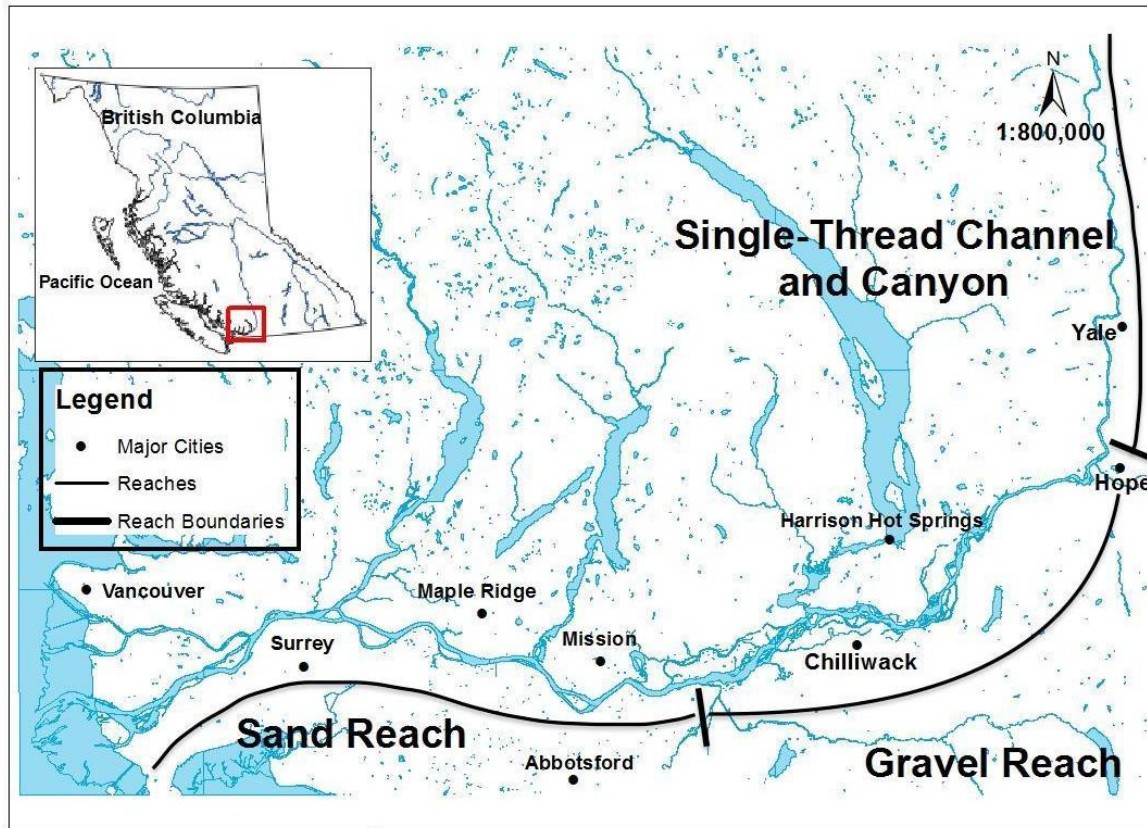 British Columbia
Pacific Ocean
N
1:800,000
Single-Thread Channel
and Canyon
Yale
Legend
Major Cities
Reaches
Reach Boundaries
Hope
Harrison Hot Springs
Vancouver
Maple Ridge
Surrey
Mission
Chilliwack
Sand Reach
Abbotsford
Gravel Reach